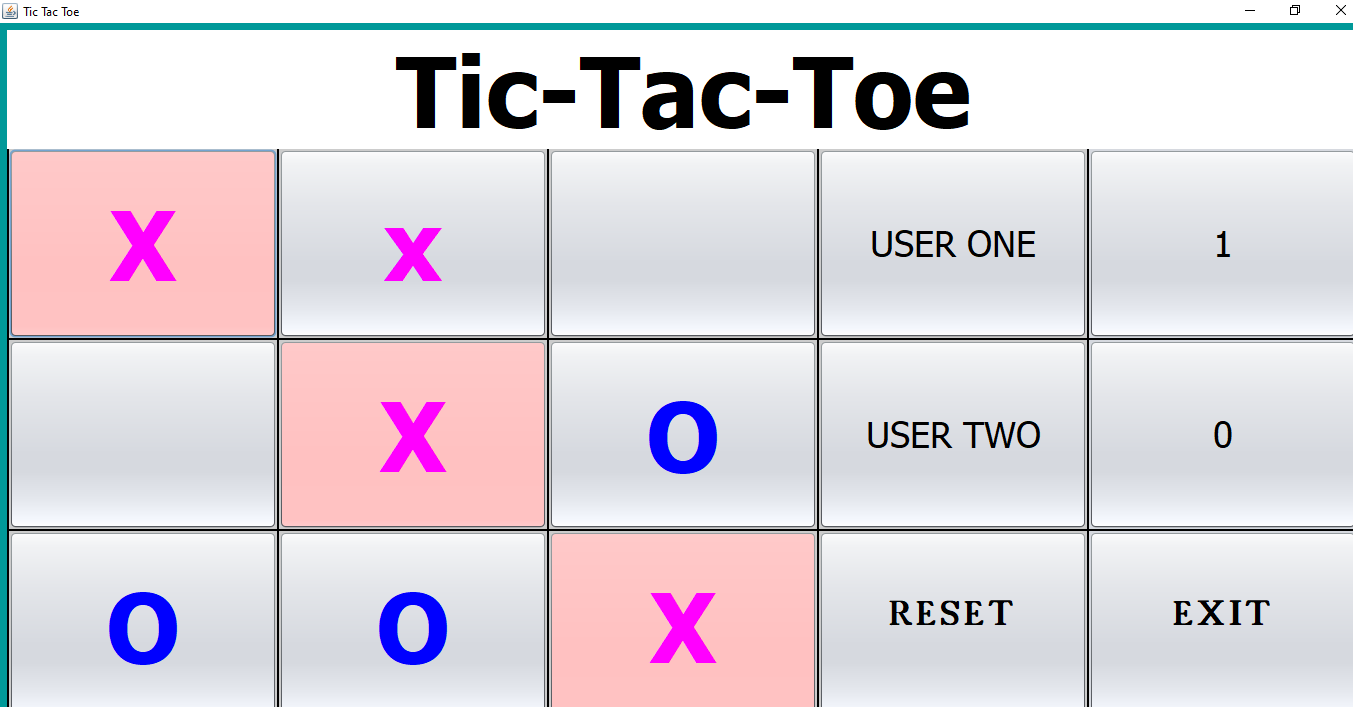 Tic Tac Toe
Tic-Tac-Toe
X x USER ONE 1
X O USER TWO 0
O O X RESET EXIT